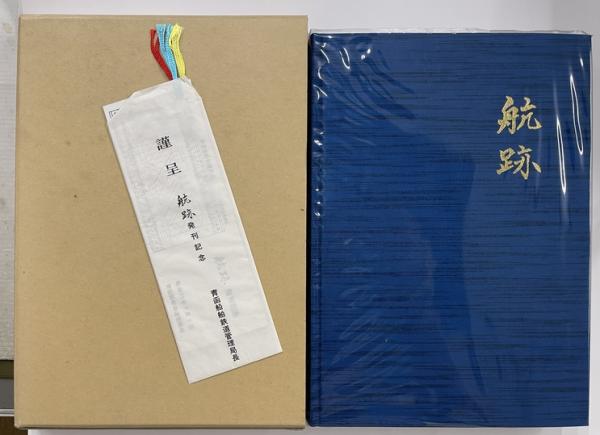 謹呈
航跡発刊記念
青函船舶鉄道管理局長
航跡